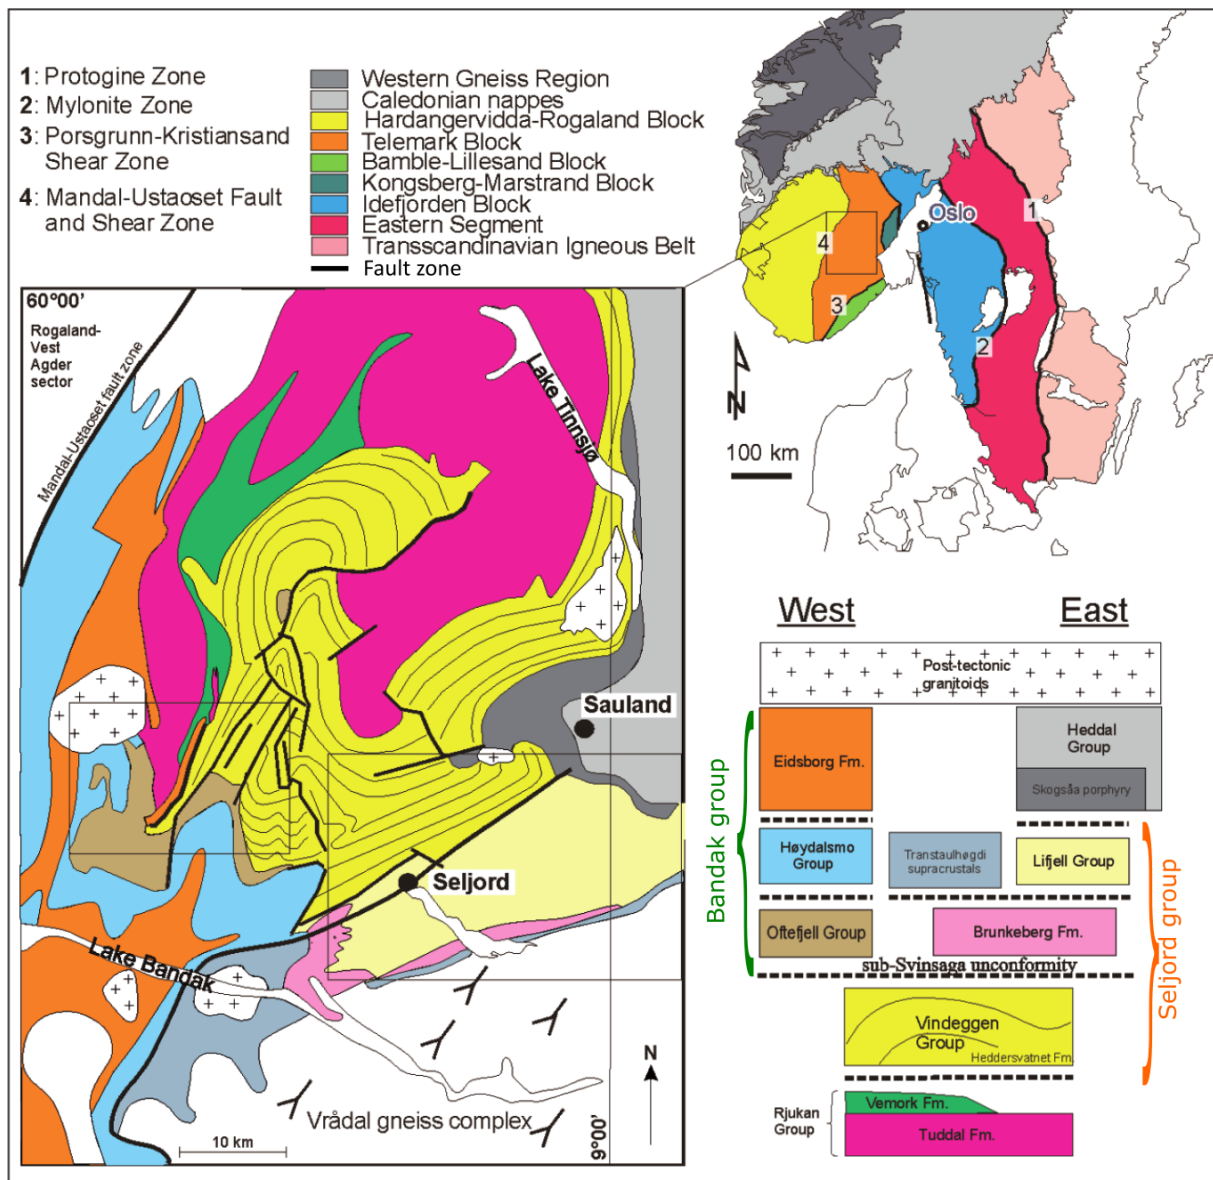 1: Protogine Zone
2: Mylonite Zone
3: Porsgrunn-Kristiansand
Shear Zone
4: Mandal-Ustaoset Fault
and Shear Zone
Western Gneiss Region
Caledonian nappes
Hardangervidda-Rogaland Block
Telemark Block
Bamble-Lillesand Block
Kongsberg-Marstrand Block
Idefjorden Block
Eastern Segment
Transscandinavian Igneous Belt
Fault zone
Oslo
1
4
3
2
N
100 km
60°00'
Rogaland-
Vest
Agder
sector
Mandal-Ustaoset fault zone
Lake Tinnsjø
Sauland
Seljord
Lake Bandak
Vrådal gneiss complex
10 km
N
9°00'
West
East
Post-tectonic
granitoids
Bandak group
Eidsborg Fm.
Heddal
Group
Skogsåa porphyry
Høydalsmo
Group
Transtaulhøgdi
supracrustals
Lifjell Group
Oftefjell Group
Brunkeberg Fm.
sub-Svinsaga unconformity
Seljord group
Vindeggen
Group
Heddersvatnet Fm.
Rjukan
Group
Vemork Fm.
Tuddal Fm.